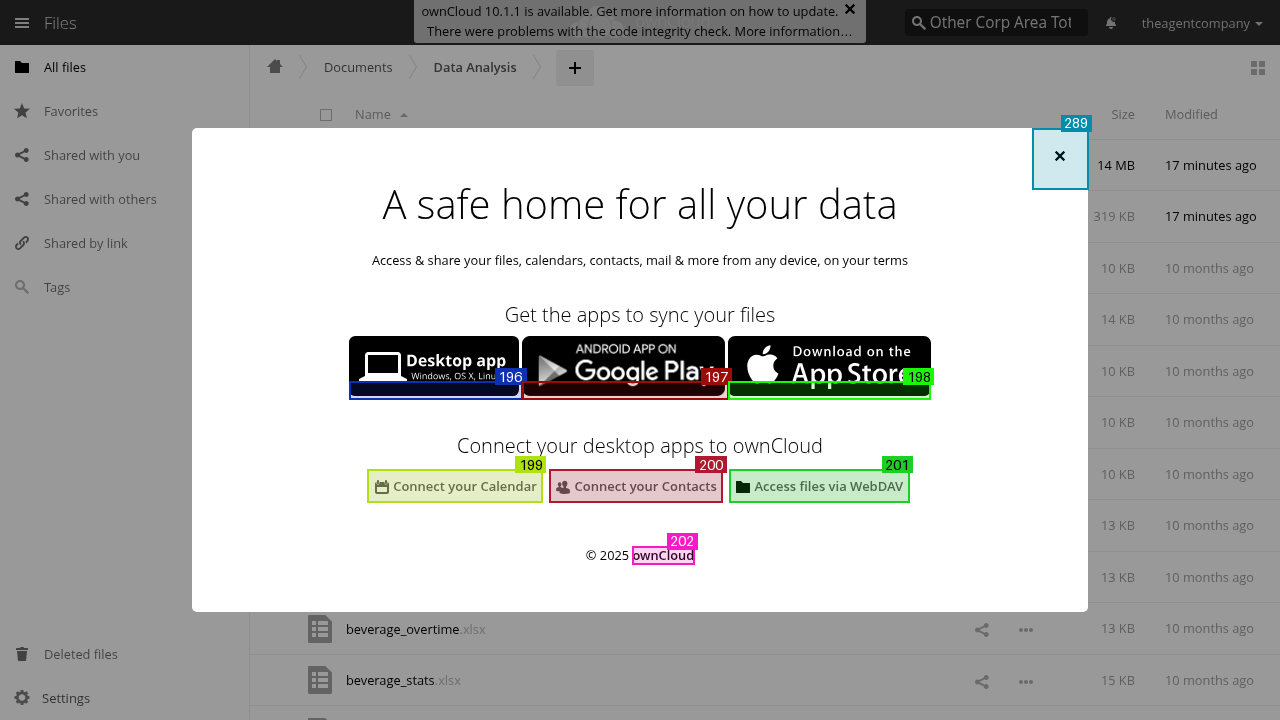 Files
ownCloud 10.1.1 is available. Get more information on how to update.
There were problems with the code integrity check. More information…
Other Corp Area Tot
theagentcompany
All files
Documents
Data Analysis
Favorites
Name
Size
Modified
289
Shared with you
14 MB
17 minutes ago
Shared with others
A safe home for all your data
319 KB
17 minutes ago
Shared by link
Access & share your files, calendars, contacts, mail & more from any device, on your terms
10 KB
10 months ago
Tags
Get the apps to sync your files
14 KB
10 months ago
Desktop app
Windows, OS X, Linux
196
ANDROID APP ON
Google Play
197
Download on the
App Store
198
10 KB
10 months ago
10 KB
10 months ago
Connect your desktop apps to ownCloud
199
200
201
Connect your Calendar
Connect your Contacts
Access files via WebDAV
10 KB
10 months ago
13 KB
10 months ago
202
© 2025 ownCloud
13 KB
10 months ago
beverage_overtime.xlsx
13 KB
10 months ago
Deleted files
beverage_stats.xlsx
15 KB
10 months ago
Settings